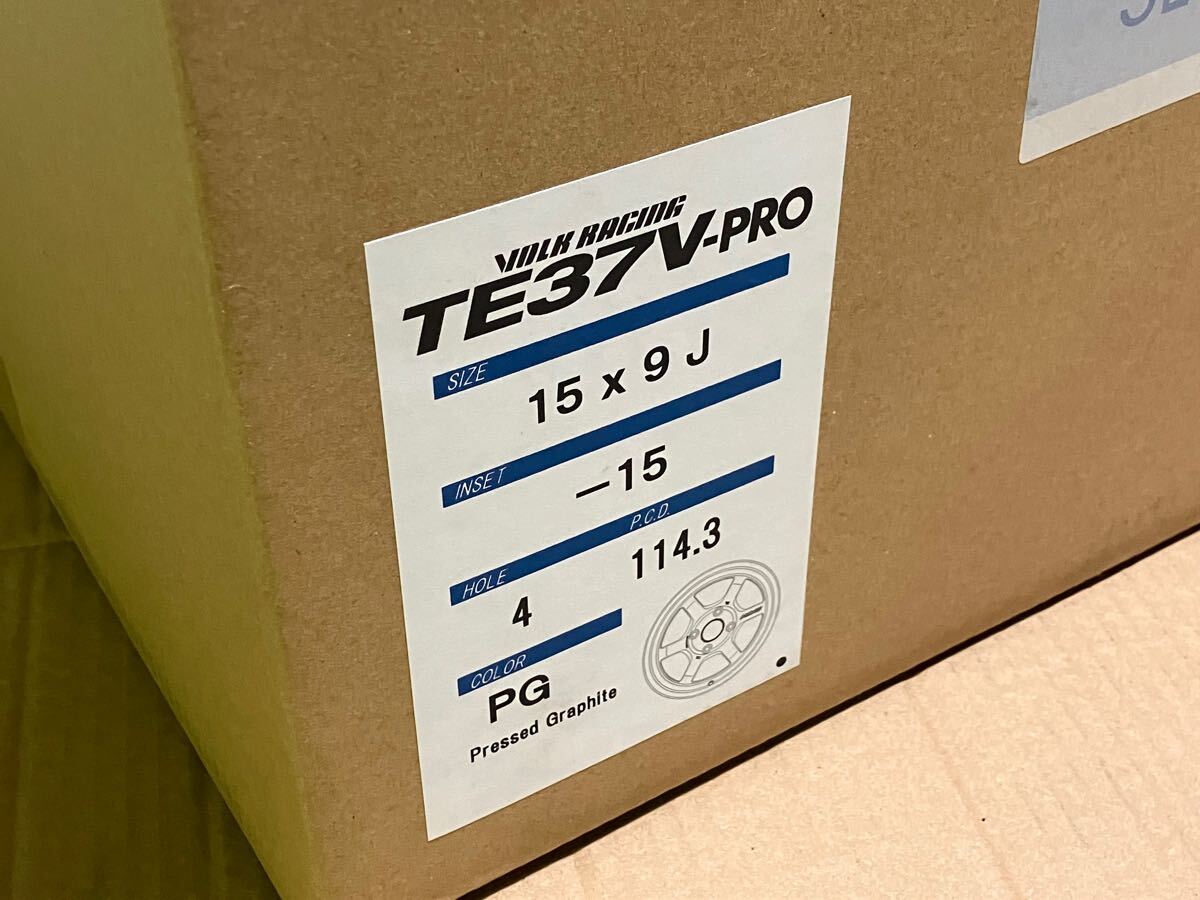 VOLK RACING
TE37V-PRO
SIZE
15 x 9 J
INSET
−15
HOLE P.C.D.
4 114.3
COLOR
PG
Pressed Graphite